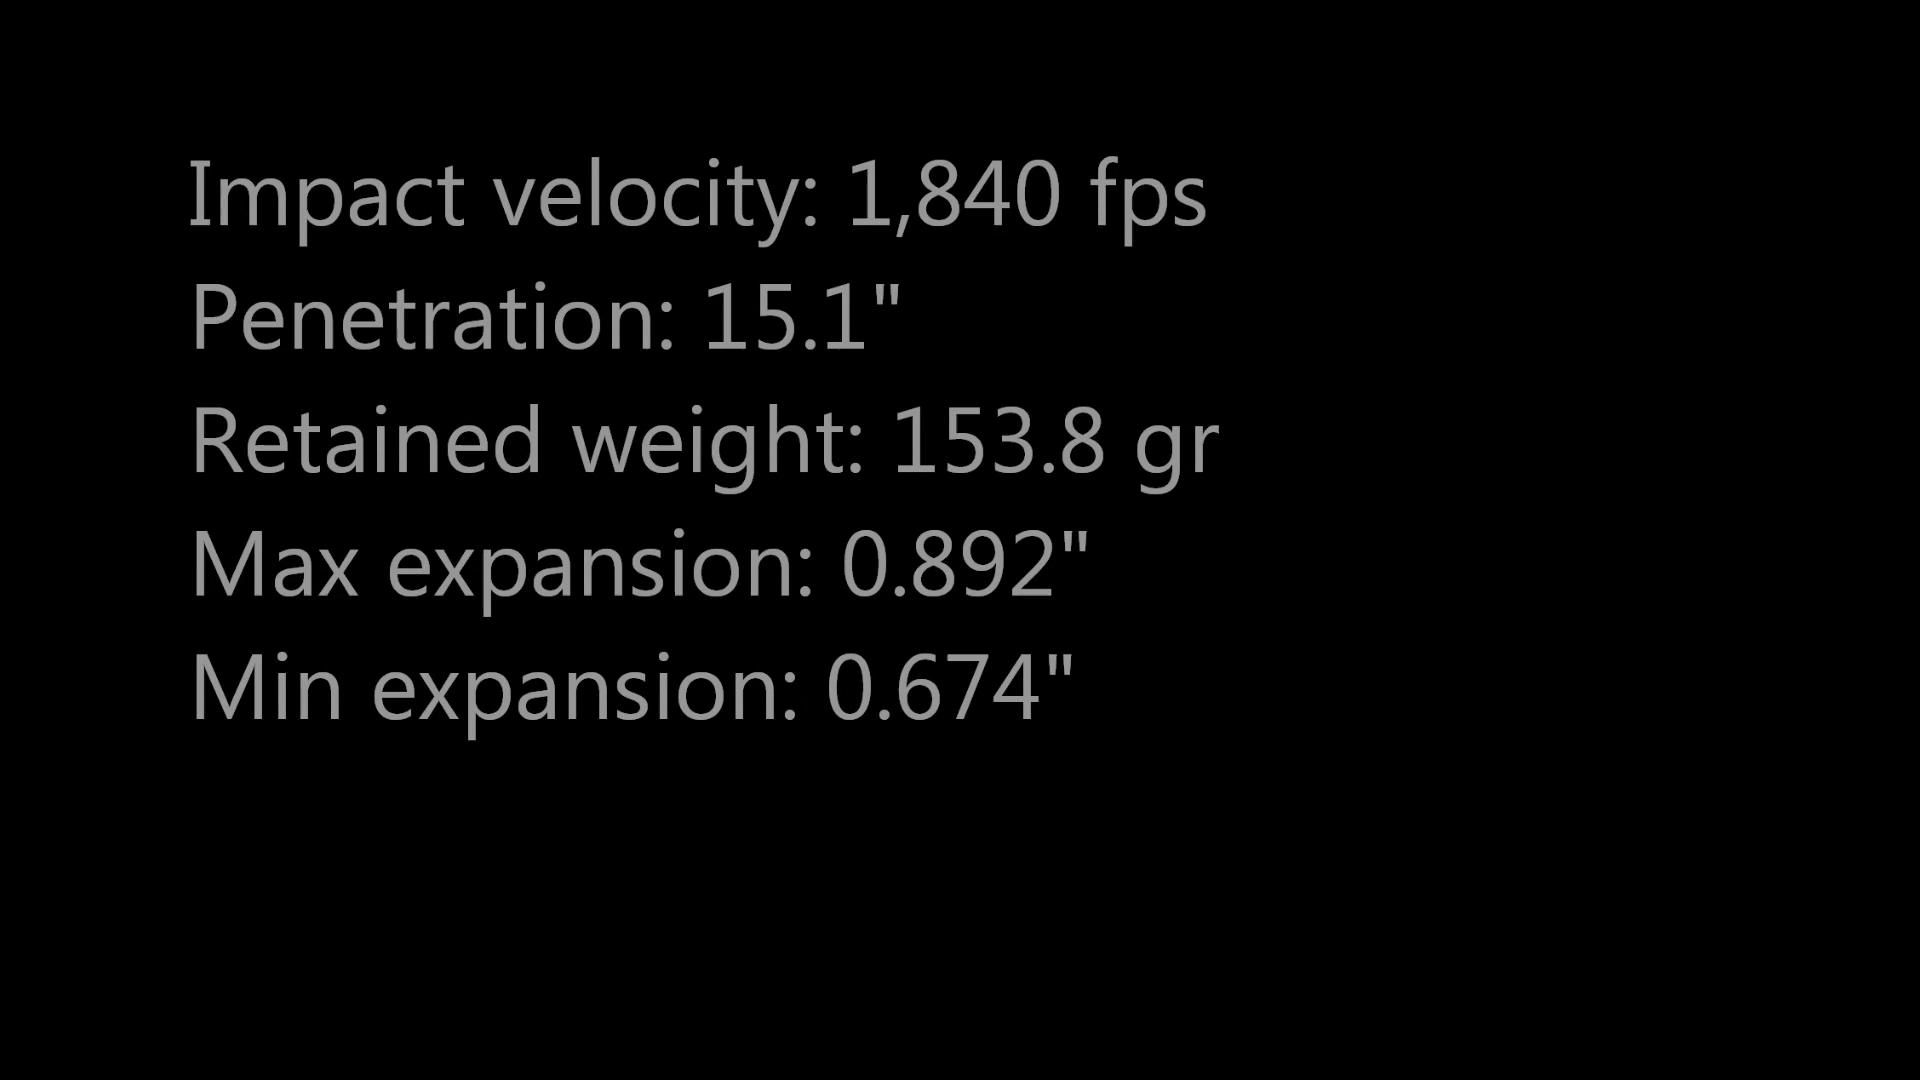 Impact velocity: 1,840 fps
Penetration: 15.1"
Retained weight: 153.8 gr
Max expansion: 0.892"
Min expansion: 0.674"